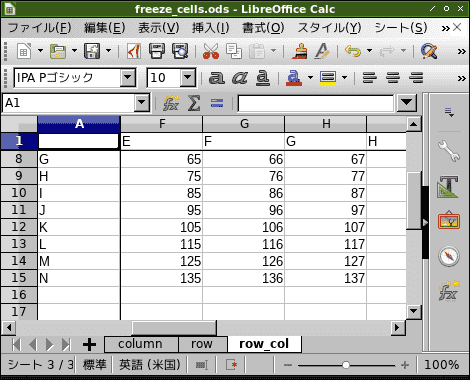 freeze_cells.ods - LibreOffice Calc
ファイル(F) 編集(E) 表示(V) 挿入(I) 書式(O) スタイル(Y) シート(S) »
IPA Pゴシック 10 a a a a »
A1 fx Σ =
A F G H
1 E F G H
8 G 65 66 67
9 H 75 76 77
10 I 85 86 87
11 J 95 96 97
12 K 105 106 107
13 L 115 116 117
14 M 125 126 127
15 N 135 136 137
16
17
column row row_col
シート 3 / 3 標準 英語 (米国) 100%